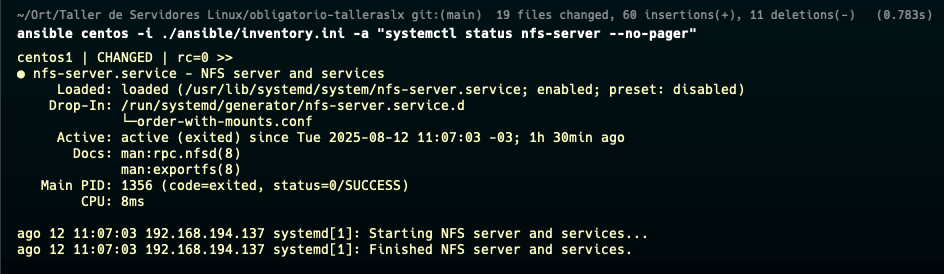 ~/Ort/Taller de Servidores Linux/obligatorio-talleraslx git:(main) 19 files changed, 60 insertions(+), 11 deletions(-) (0.783s)
ansible centos -i ./ansible/inventory.ini -a "systemctl status nfs-server --no-pager"
centos1 | CHANGED | rc=0 >>
● nfs-server.service - NFS server and services
Loaded: loaded (/usr/lib/systemd/system/nfs-server.service; enabled; preset: disabled)
Drop-In: /run/systemd/generator/nfs-server.service.d
└─order-with-mounts.conf
Active: active (exited) since Tue 2025-08-12 11:07:03 -03; 1h 30min ago
Docs: man:rpc.nfsd(8)
man:exportfs(8)
Main PID: 1356 (code=exited, status=0/SUCCESS)
CPU: 8ms
ago 12 11:07:03 192.168.194.137 systemd[1]: Starting NFS server and services...
ago 12 11:07:03 192.168.194.137 systemd[1]: Finished NFS server and services.